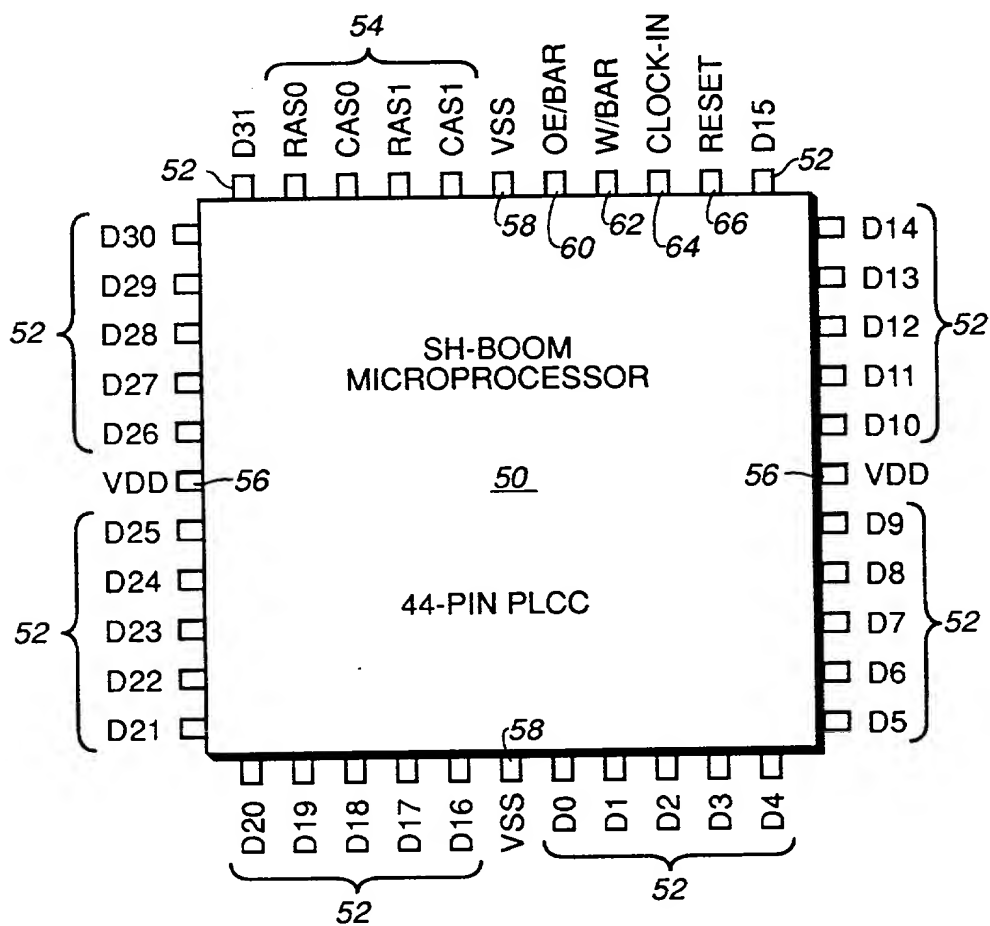 54
D31
RAS0
CAS0
RAS1
CAS1
VSS
OE/BAR
W/BAR
CLOCK-IN
RESET
D15
52
52
58
60
62
64
66
D30
D29
D28
D27
D26
52
VDD
56
D25
D24
D23
D22
D21
52
SH-BOOM
MICROPROCESSOR
50
44-PIN PLCC
D14
D13
D12
D11
D10
52
56
VDD
D9
D8
D7
D6
D5
52
58
D20
D19
D18
D17
D16
VSS
D0
D1
D2
D3
D4
52
52